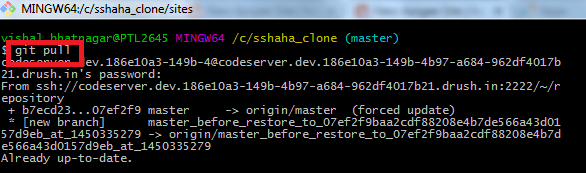 MINGW64:/c/sshaha_clone/sites
vishal bhatnagar@PTL2645 MINGW64 /c/sshaha_clone (master)
$ git pull
codeserver.dev.186e10a3-149b-4@codeserver.dev.186e10a3-149b-4b97-a684-962df4017b
21.drush.in's password:
From ssh://codeserver.dev.186e10a3-149b-4b97-a684-962df4017b21.drush.in:2222/~/r
epository
+ b7ecd23...07ef2f9 master -> origin/master (forced update)
* [new branch] master_before_restore_to_07ef2f9baa2cdf88208e4b7de566a43d01
57d9eb_at_1450335279 -> origin/master_before_restore_to_07ef2f9baa2cdf88208e4b7d
e566a43d0157d9eb_at_1450335279
Already up-to-date.